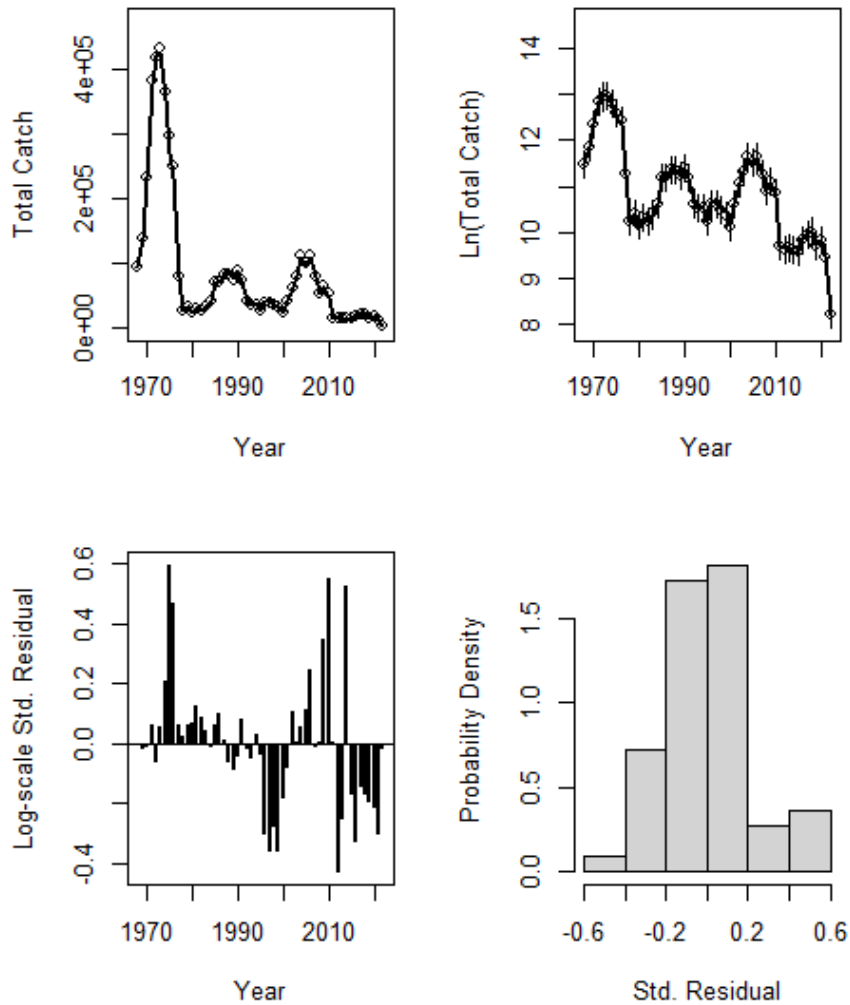 Total Catch
4e+05
2e+05
0e+00
1970 1990 2010
Year
Ln(Total Catch)
14
13
12
11
10
9
8
1970 1990 2010
Year
Log-scale Std. Residual
0.6
0.4
0.2
0.0
-0.4
1970 1990 2010
Year
Probability Density
1.5
1.0
0.5
0.0
-0.6 -0.2 0.2 0.6
Std. Residual